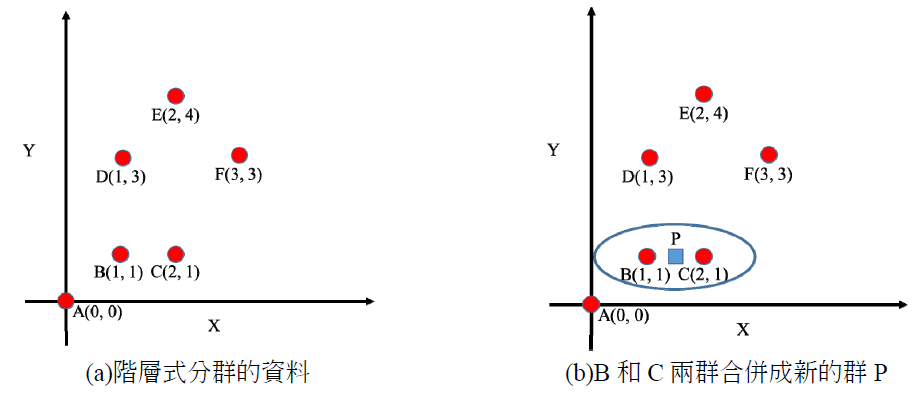 E(2, 4)
Y
D(1, 3)
F(3, 3)
B(1, 1)
C(2, 1)
A(0, 0)
X
(a)階層式分群的資料
E(2, 4)
Y
D(1, 3)
F(3, 3)
P
B(1, 1)
C(2, 1)
A(0, 0)
X
(b)B 和 C 兩群合併成新的群 P